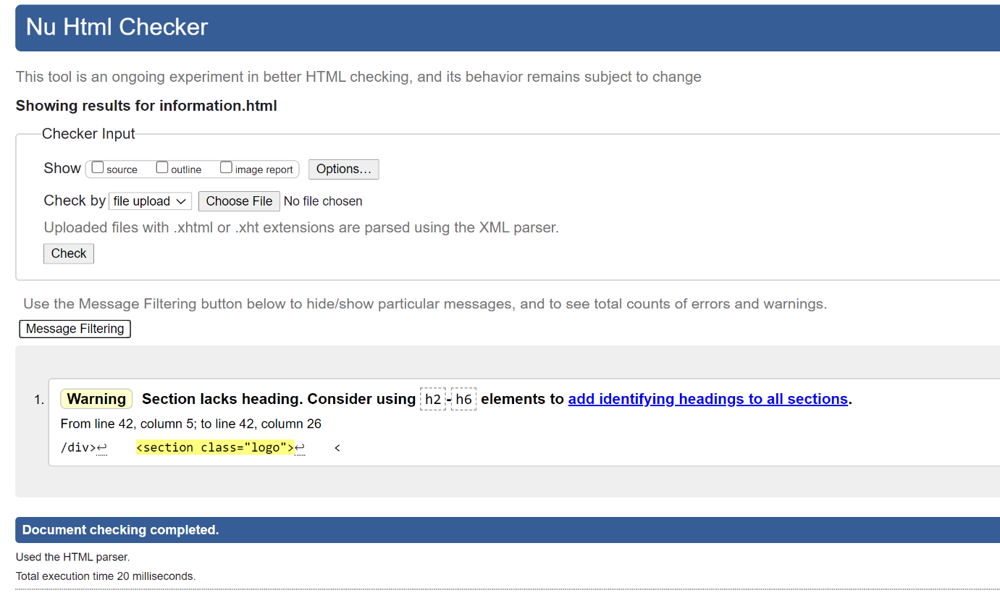 Nu Html Checker
This tool is an ongoing experiment in better HTML checking, and its behavior remains subject to change
Showing results for information.html
Checker Input
Show source outline image report Options...
Check by file upload Choose File No file chosen
Uploaded files with .xhtml or .xht extensions are parsed using the XML parser.
Check
Use the Message Filtering button below to hide/show particular messages, and to see total counts of errors and warnings.
Message Filtering
1. Warning Section lacks heading. Consider using h2-h6 elements to add identifying headings to all sections.
From line 42, column 5; to line 42, column 26
/div>↩    <section class="logo">↩    <
Document checking completed.
Used the HTML parser.
Total execution time 20 milliseconds.